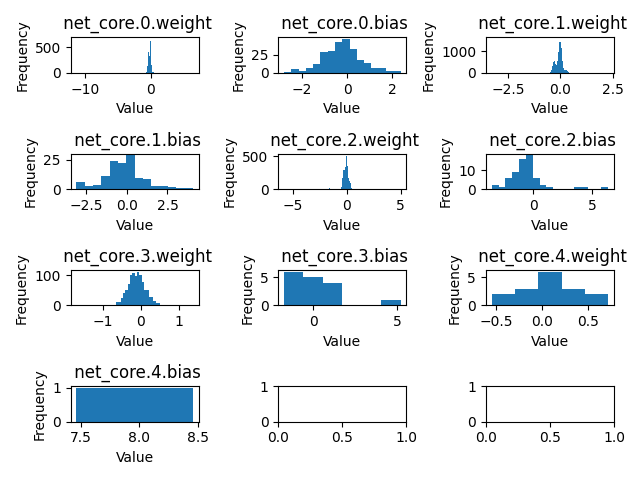 net_core.0.weight
net_core.0.bias
net_core.1.weight
Frequency
500
0
−10
0
Value
Frequency
25
0
−2
0
2
Value
Frequency
1000
0
−2.5
0.0
2.5
Value
net_core.1.bias
net_core.2.weight
net_core.2.bias
Frequency
25
0
−2.5
0.0
2.5
Value
Frequency
500
0
−5
0
5
Value
Frequency
10
0
0
5
Value
net_core.3.weight
net_core.3.bias
net_core.4.weight
Frequency
100
0
−1
0
1
Value
Frequency
5
0
0
5
Value
Frequency
5
0
−0.5
0.0
0.5
Value
net_core.4.bias
Frequency
1
0
7.5
8.0
8.5
Value
1
0
0.0
0.5
1.0
1
0
0.0
0.5
1.0